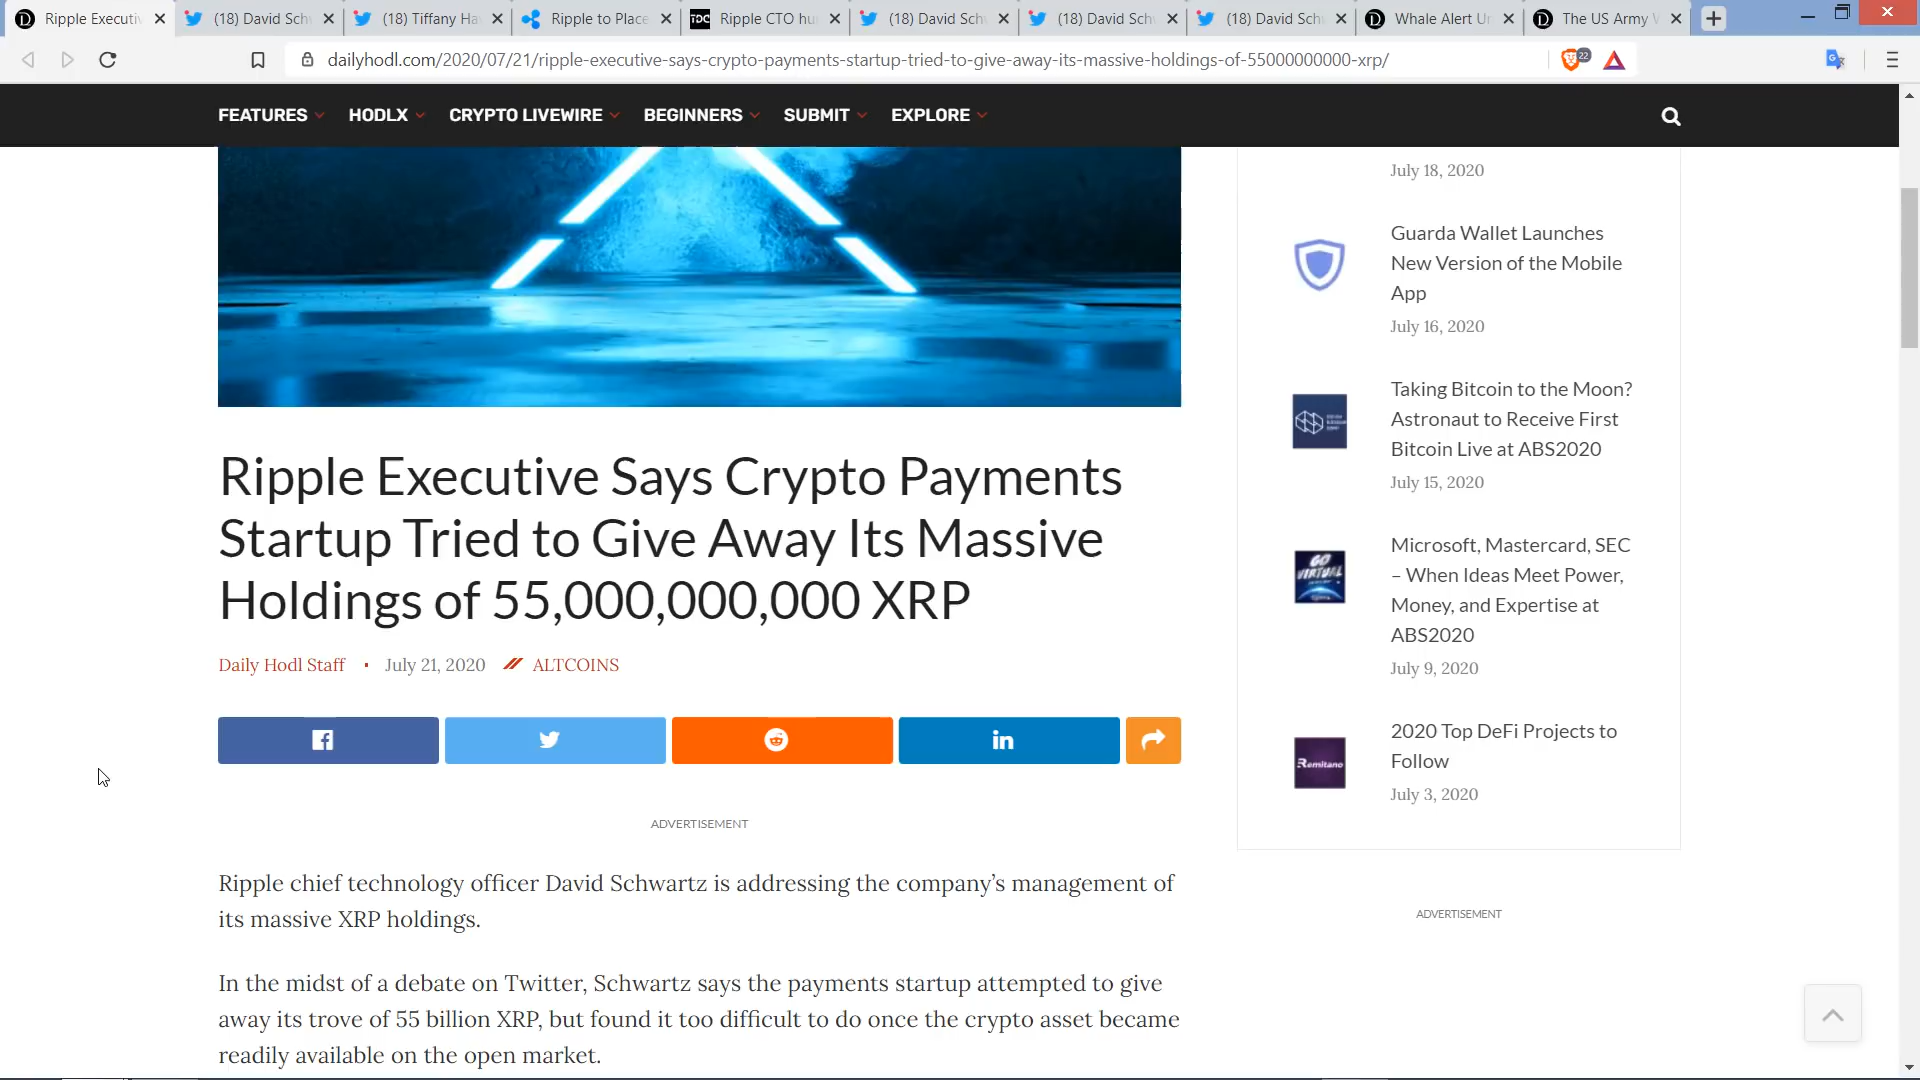 Ripple Executiv
(18) David Schw
(18) Tiffany Ha
Ripple to Place
TDC
Ripple CTO hu
(18) David Sch
(18) David Sch
(18) David Sch
Whale Alert U
The US Army
dailyhodl.com/2020/07/21/ripple-executive-says-crypto-payments-startup-tried-to-give-away-its-massive-holdings-of-55000000000-xrp/
22
FEATURES
HODLX
CRYPTO LIVEWIRE
BEGINNERS
SUBMIT
EXPLORE
Ripple Executive Says Crypto Payments
Startup Tried to Give Away Its Massive
Holdings of 55,000,000,000 XRP
Daily Hodl Staff • July 21, 2020 ALTCOINS
ADVERTISEMENT
Ripple chief technology officer David Schwartz is addressing the company’s management of
its massive XRP holdings.
In the midst of a debate on Twitter, Schwartz says the payments startup attempted to give
away its trove of 55 billion XRP, but found it too difficult to do once the crypto asset became
readily available on the open market.
July 18, 2020
Guarda Wallet Launches
New Version of the Mobile
App
July 16, 2020
Taking Bitcoin to the Moon?
Astronaut to Receive First
Bitcoin Live at ABS2020
July 15, 2020
GO
VIRTUAL
Microsoft, Mastercard, SEC
– When Ideas Meet Power,
Money, and Expertise at
ABS2020
July 9, 2020
Remitano
2020 Top DeFi Projects to
Follow
July 3, 2020
ADVERTISEMENT